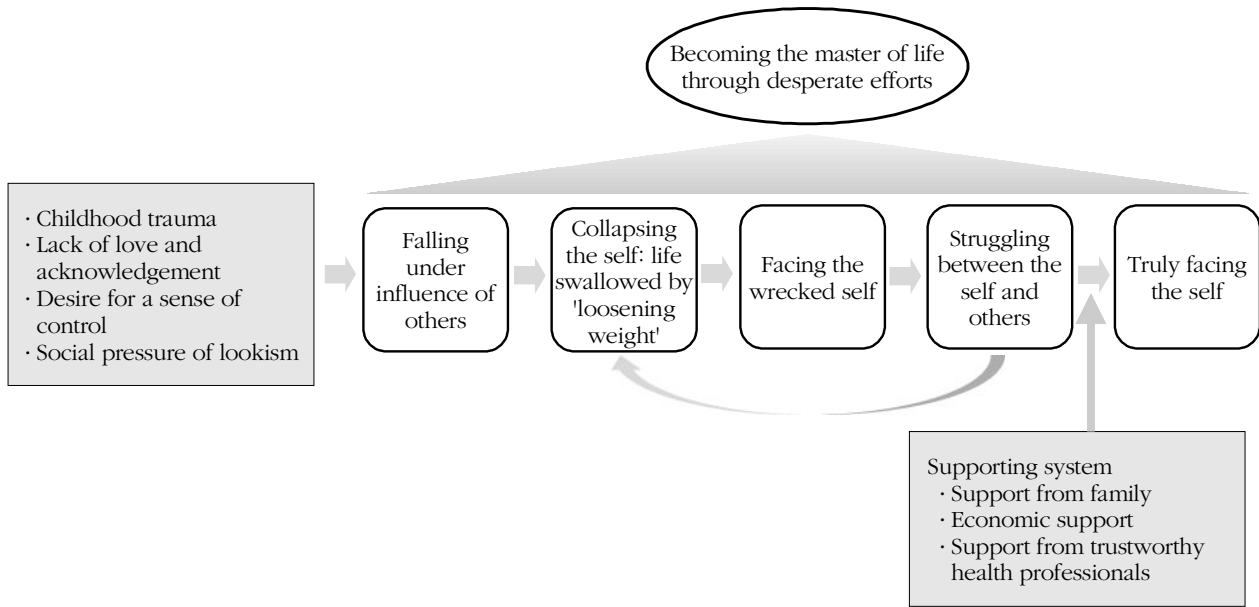 Becoming the master of life
through desperate efforts
· Childhood trauma
· Lack of love and
acknowledgement
· Desire for a sense of
control
· Social pressure of lookism
Falling
under
influence of
others
Collapsing
the self: life
swallowed by
'loosening
weight'
Facing the
wrecked self
Struggling
between the
self and
others
Truly facing
the self
Supporting system
· Support from family
· Economic support
· Support from trustworthy
health professionals